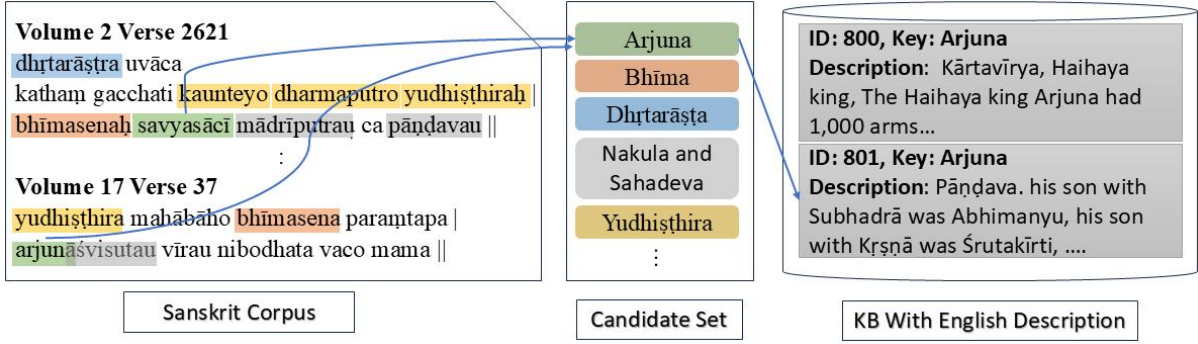 Volume 2 Verse 2621
dhṛtarāṣṭra uvāca
kathaṃ gacchati kaunteyo dharmaputro yudhiṣṭhiraḥ |
bhīmasenaḥ savyasācī mādrīputrau ca pāṇḍavau ||
⋮
Volume 17 Verse 37
yudhiṣṭhira mahābāho bhīmasena paraṃtapa |
arjunāśvisutau vīrau nibodhata vaco mama ||
Sanskrit Corpus
Arjuna
Bhīma
Dhṛtarāṣṭa
Nakula and
Sahadeva
Yudhiṣṭhira
⋮
Candidate Set
ID: 800, Key: Arjuna
Description: Kārtavīrya, Haihaya
king, The Haihaya king Arjuna had
1,000 arms...
ID: 801, Key: Arjuna
Description: Pāṇḍava. his son with
Subhadrā was Abhimanyu, his son
with Kṛṣṇā was Śrutakīrti, ....
KB With English Description